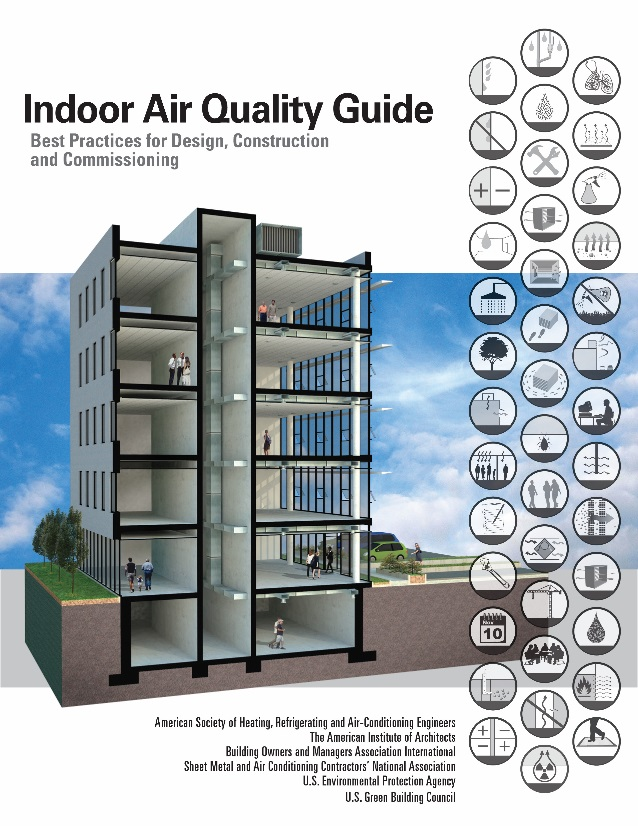 Indoor Air Quality Guide
Best Practices for Design, Construction
and Commissioning
+ -
Nov
10
+ -
- +
American Society of Heating, Refrigerating and Air-Conditioning Engineers
The American Institute of Architects
Building Owners and Managers Association International
Sheet Metal and Air Conditioning Contractors' National Association
U.S. Environmental Protection Agency
U.S. Green Building Council